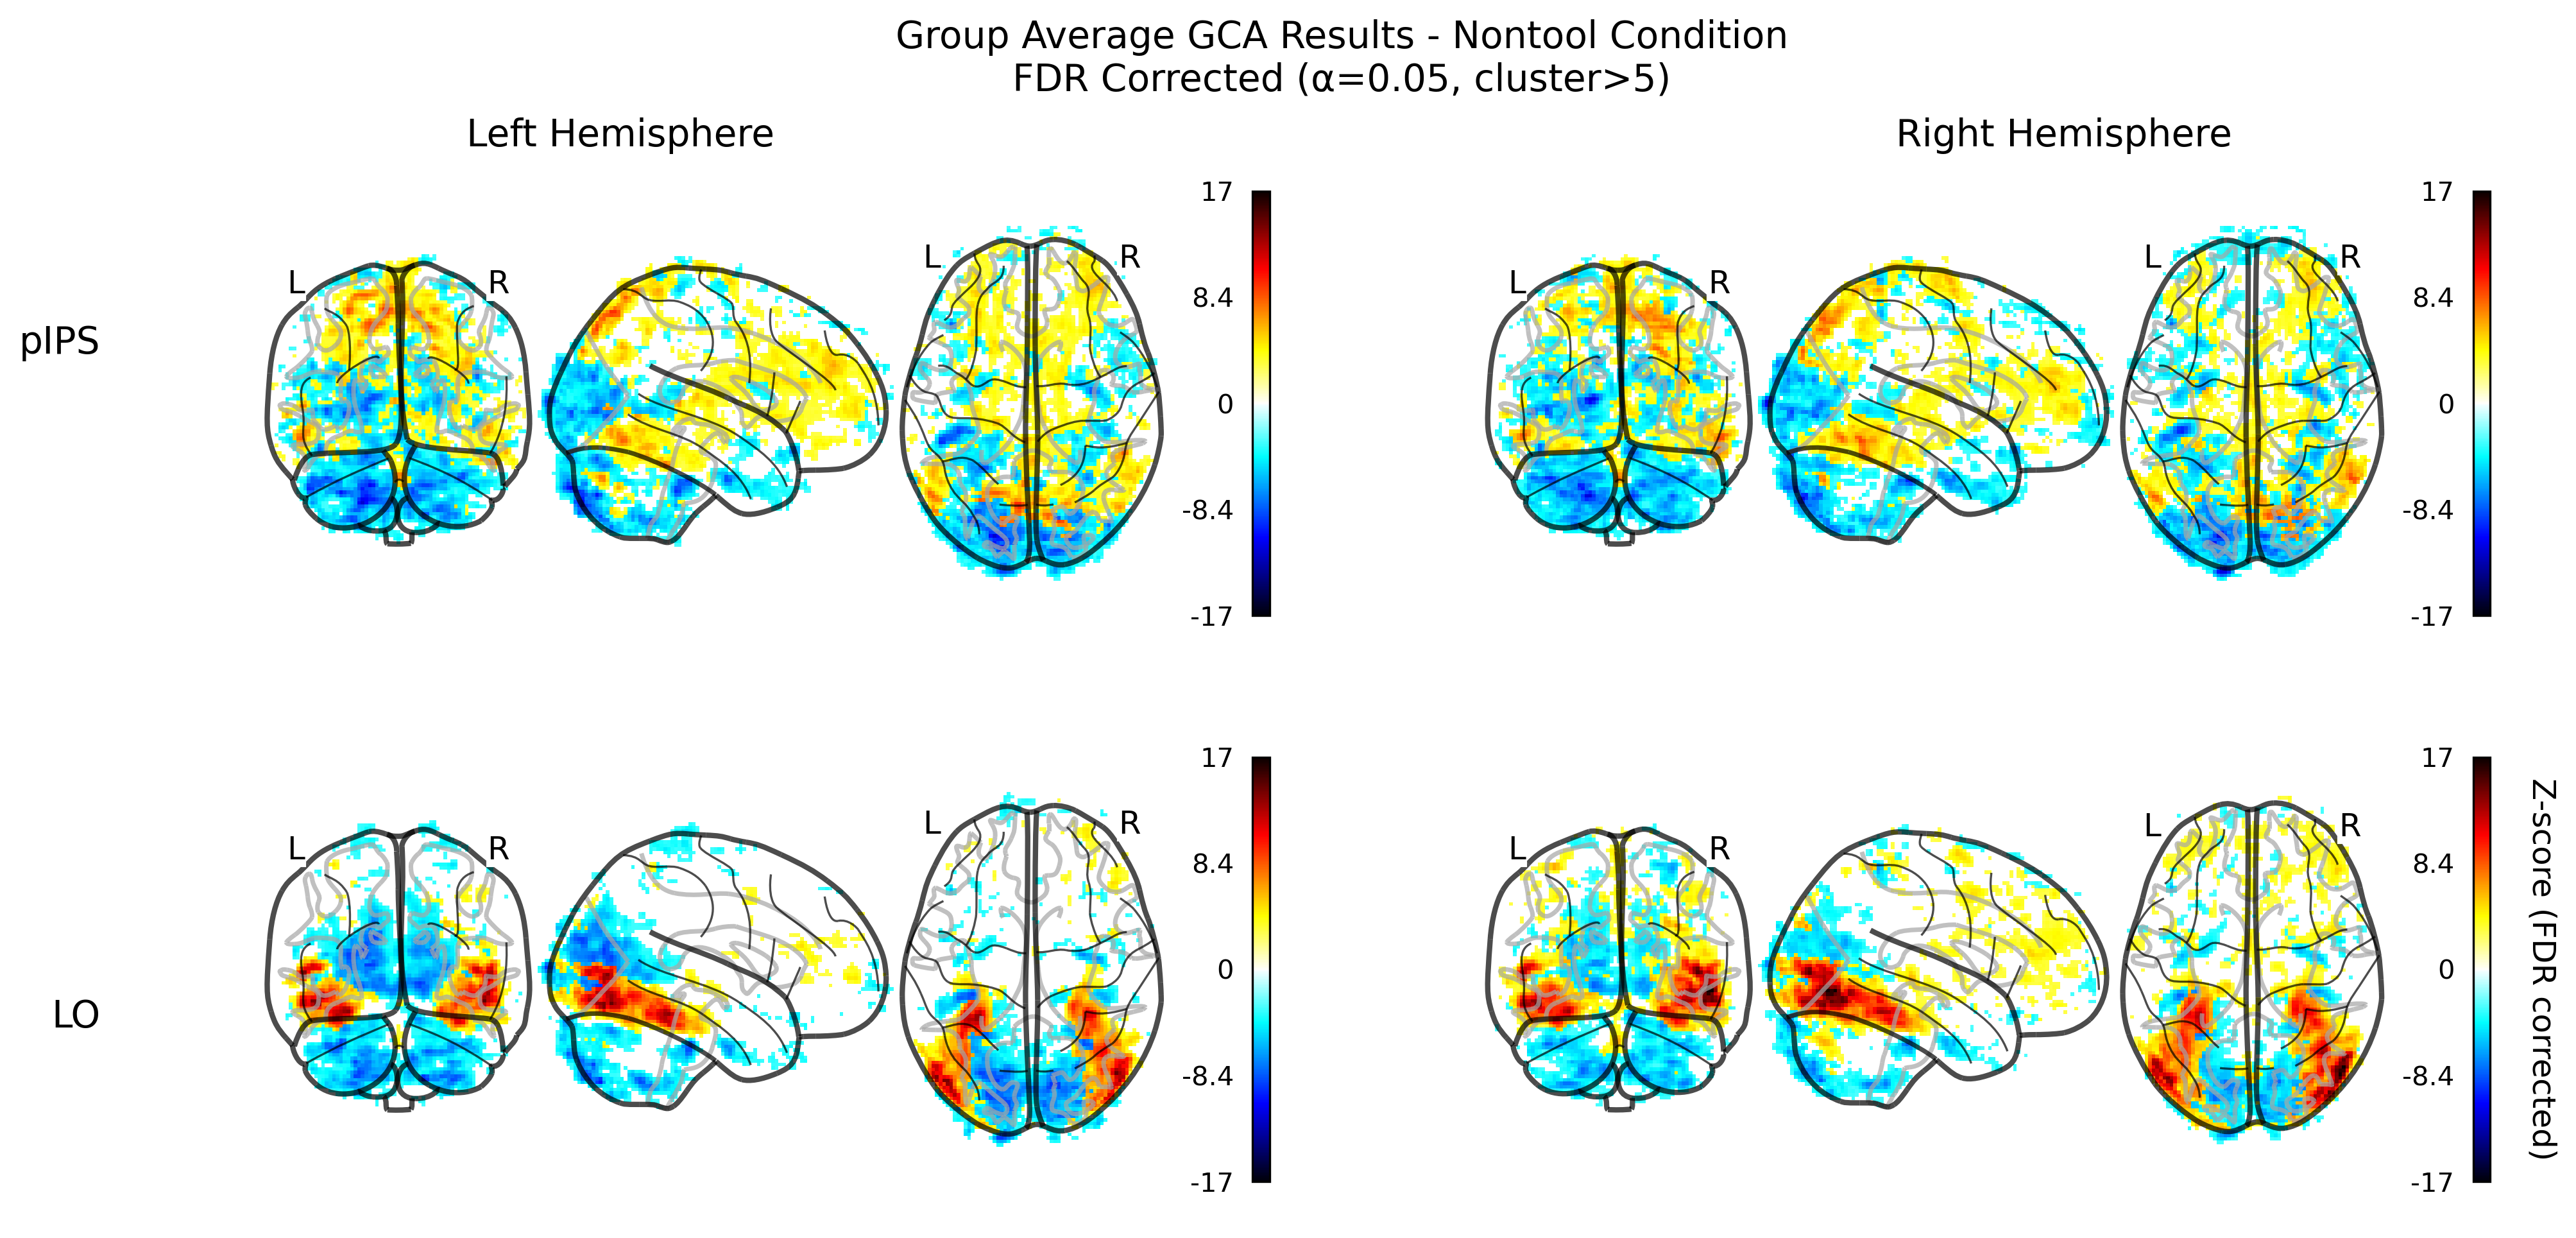 Group Average GCA Results - Nontool Condition
FDR Corrected (α=0.05, cluster>5)
Left Hemisphere
Right Hemisphere
pIPS
L
R
L
R
17
8.4
0
-8.4
-17
L
R
L
R
17
8.4
0
-8.4
-17
LO
L
R
L
R
17
8.4
0
-8.4
-17
L
R
L
R
17
8.4
0
-8.4
-17
Z-score (FDR corrected)